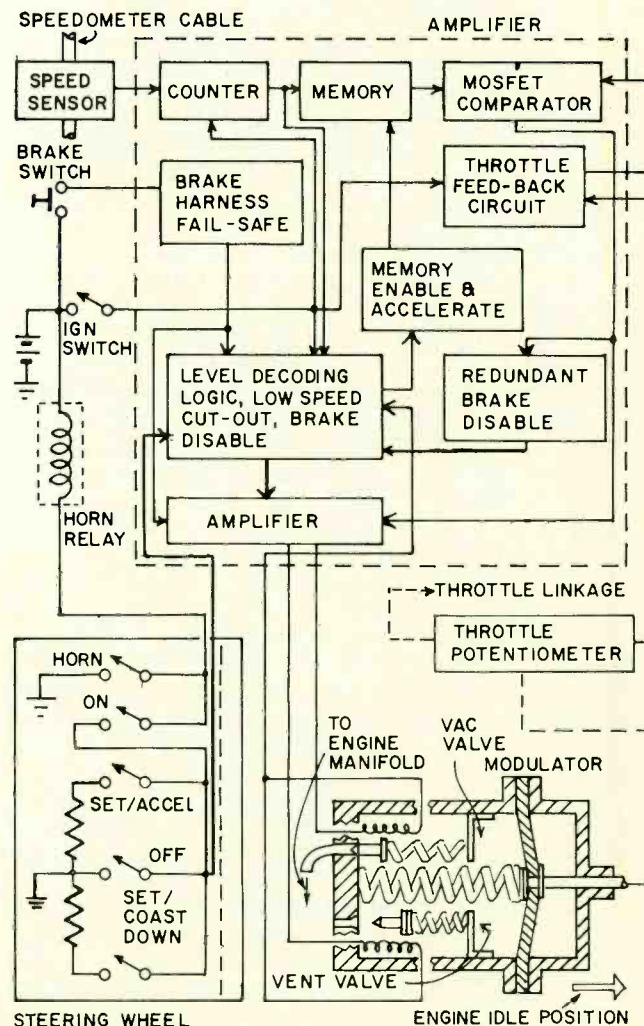 SPEEDOMETER CABLE
AMPLIFIER
SPEED
SENSOR
COUNTER
MEMORY
MOSFET
COMPARATOR
BRAKE
SWITCH
BRAKE
HARNESS
FAIL-SAFE
THROTTLE
FEED-BACK
CIRCUIT
MEMORY
ENABLE &
ACCELERATE
IGN
SWITCH
LEVEL DECODING
LOGIC, LOW SPEED
CUT-OUT, BRAKE
DISABLE
REDUNDANT
BRAKE
DISABLE
HORN
RELAY
AMPLIFIER
THROTTLE LINKAGE
THROTTLE
POTENTIOMETER
HORN
ON
SET/ACCEL
OFF
SET/
COAST
DOWN
STEERING WHEEL
TO
ENGINE
MANIFOLD
VAC
VALVE
MODULATOR
VENT VALVE
ENGINE IDLE POSITION